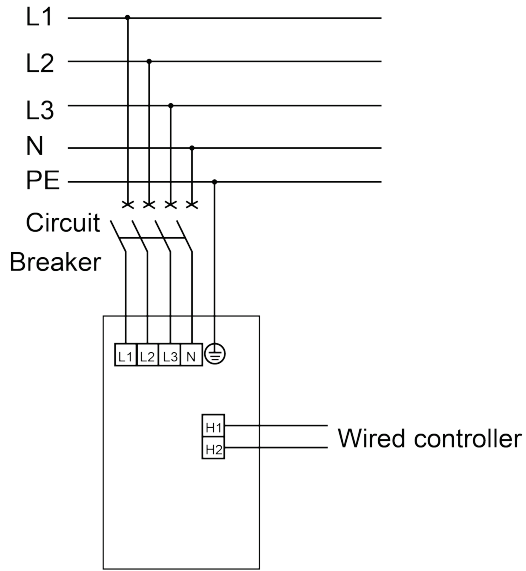 L1
L2
L3
N
PE
Circuit
Breaker
L1 L2 L3 N
H1
H2
Wired controller